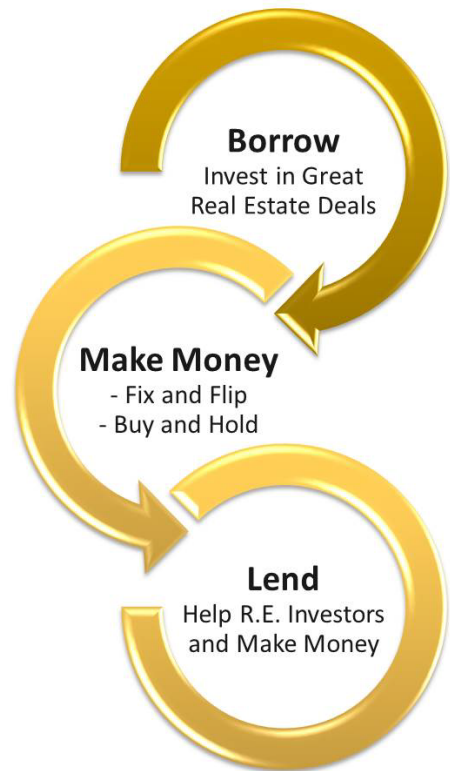 Borrow
Invest in Great
Real Estate Deals
Make Money
- Fix and Flip
- Buy and Hold
Lend
Help R.E. Investors
and Make Money